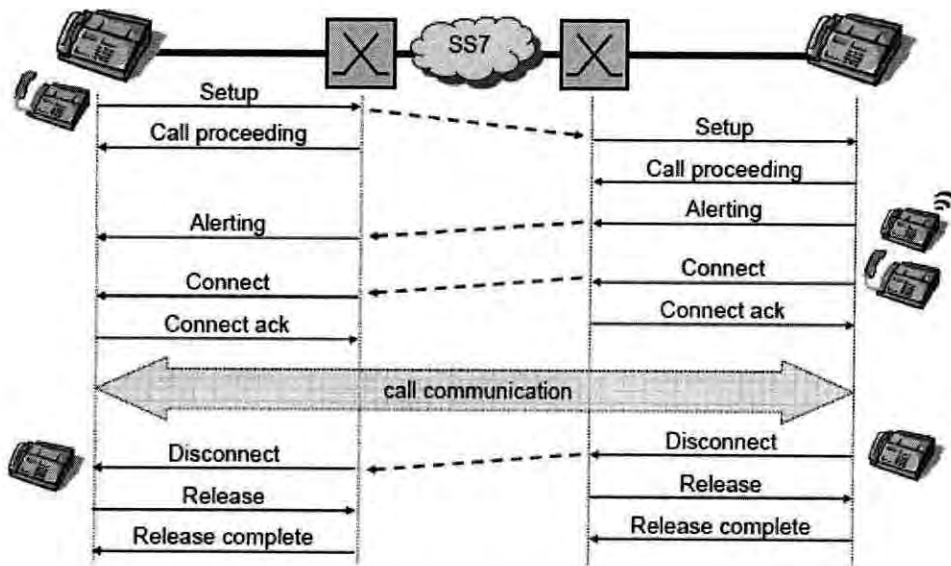 SS7
Setup
Setup
Call proceeding
Call proceeding
Alerting
Alerting
Connect
Connect
Connect ack
Connect ack
call communication
Disconnect
Disconnect
Release
Release
Release complete
Release complete